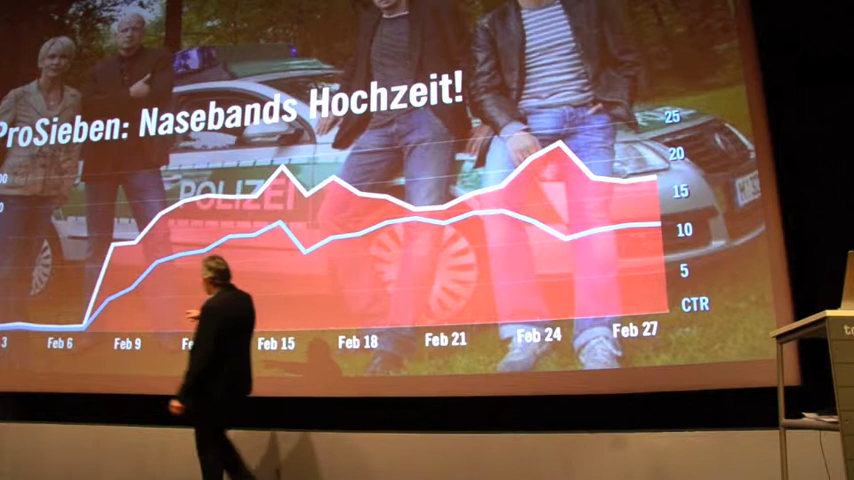 ProSieben: Nasebands Hochzeit!
25
20
15
10
5
CTR
POLIZEI
3 Feb 6 Feb 9 Feb 15 Feb 18 Feb 21 Feb 24 Feb 27